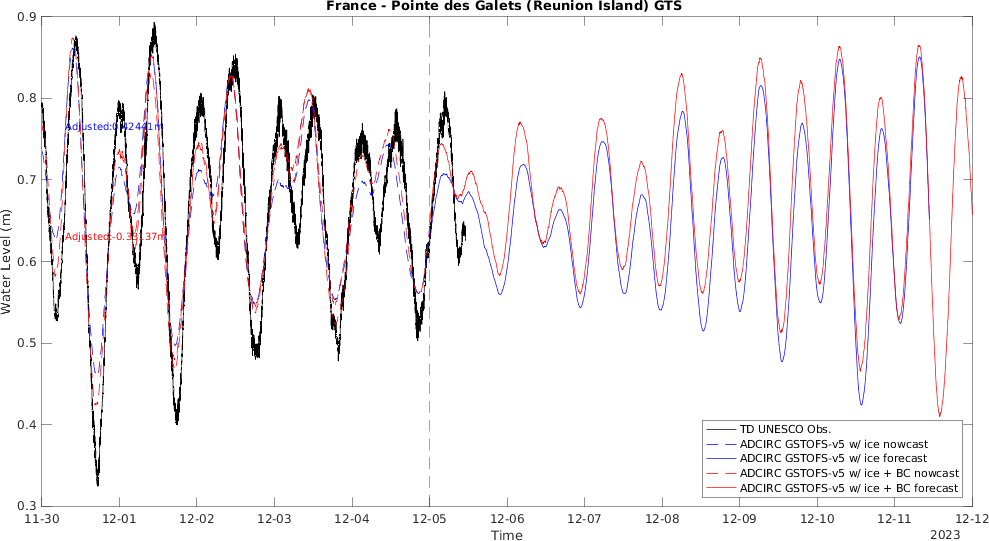 France - Pointe des Galets (Reunion Island) GTS
0.9
0.8
0.7
0.6
0.5
0.4
0.3
Water Level (m)
Adjusted:0.42441m
11-30
12-01
12-02
12-03
12-04
12-05
12-06
12-07
12-08
12-09
12-10
12-11
12-12
Time
2023
TD UNESCO Obs.
ADCIRC GSTOFS-v5 w/ ice nowcast
ADCIRC GSTOFS-v5 w/ ice forecast
ADCIRC GSTOFS-v5 w/ ice + BC nowcast
ADCIRC GSTOFS-v5 w/ ice + BC forecast